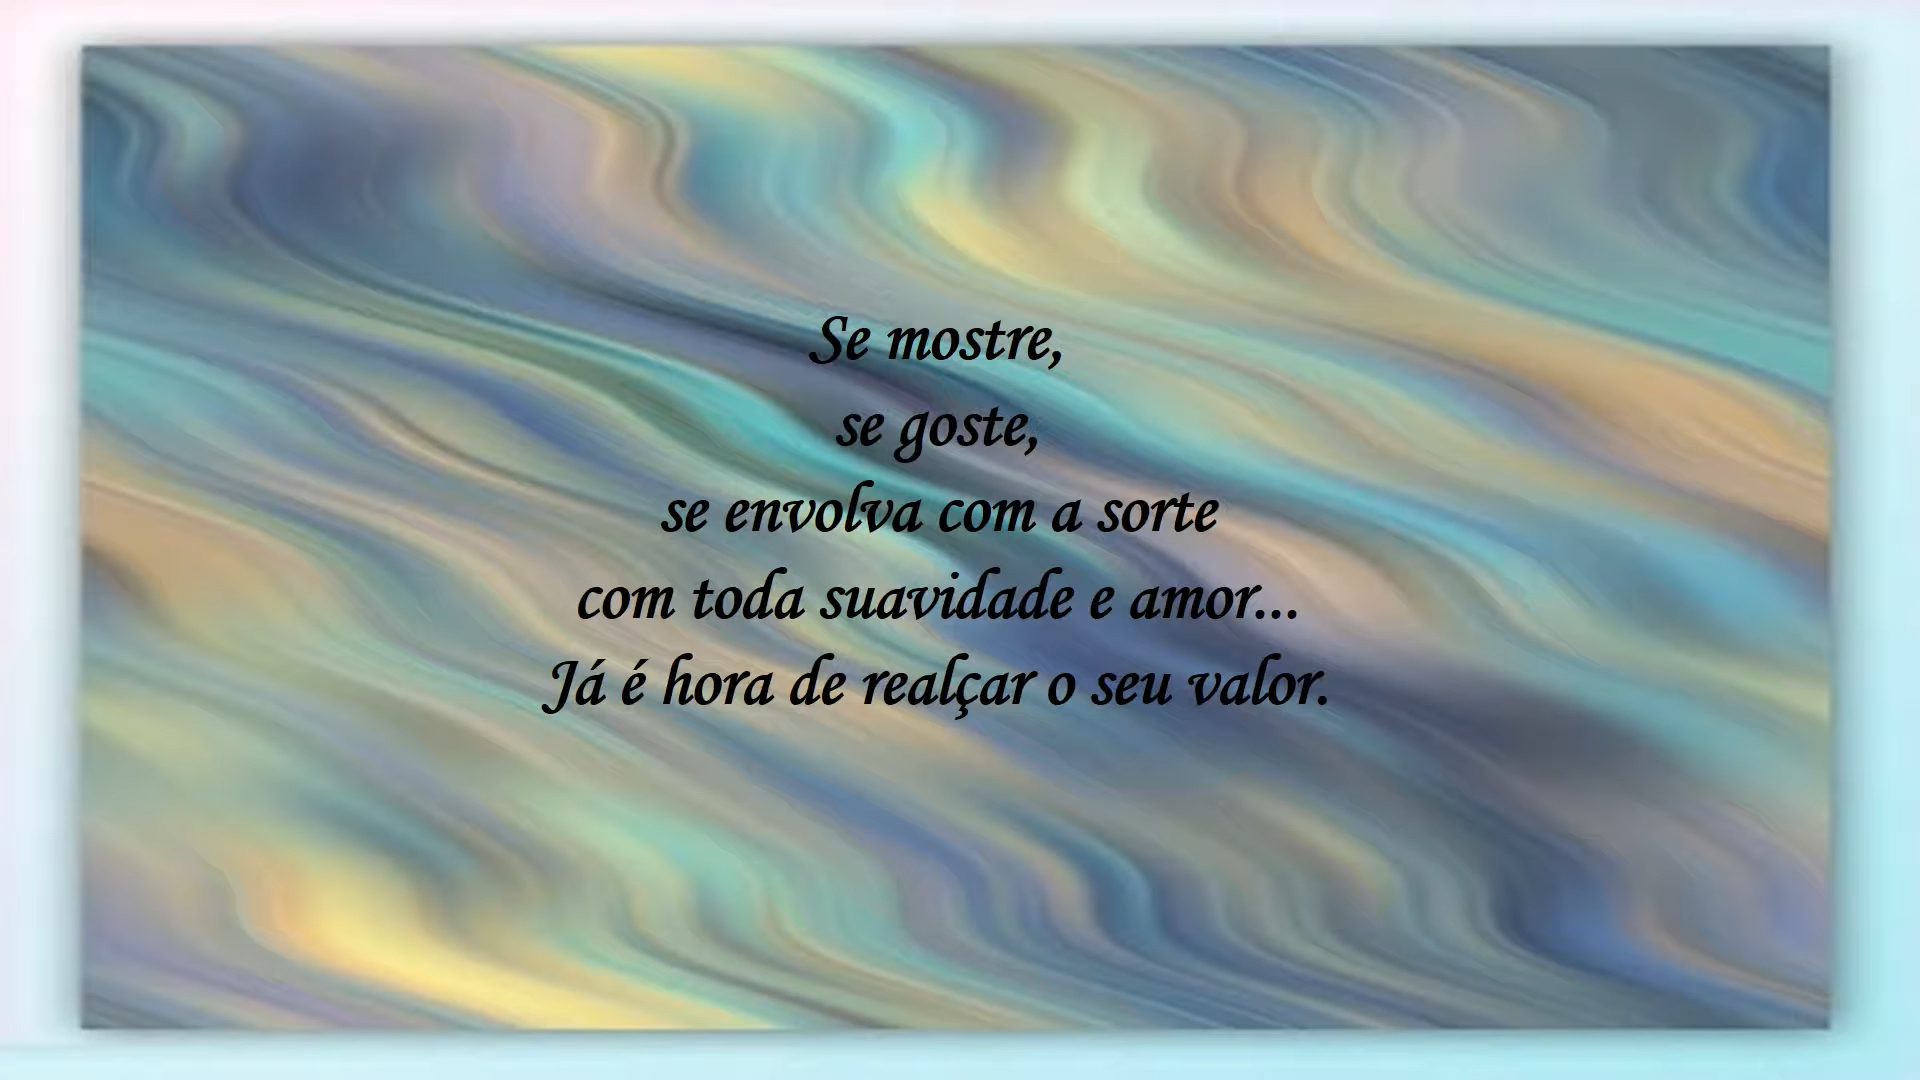 Se mostre,
se goste,
se envolva com a sorte
com toda suavidade e amor...
Já é hora de realçar o seu valor.